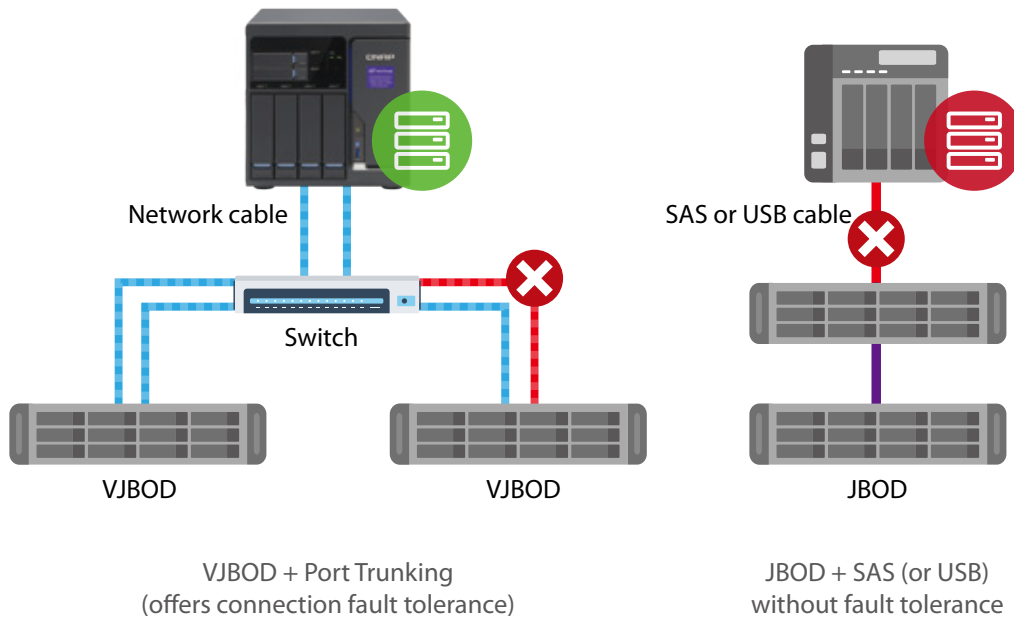 QNAP
Network cable
SAS or USB cable
Switch
VJBOD
VJBOD
JBOD
VJBOD + Port Trunking
(offers connection fault tolerance)
JBOD + SAS (or USB)
without fault tolerance